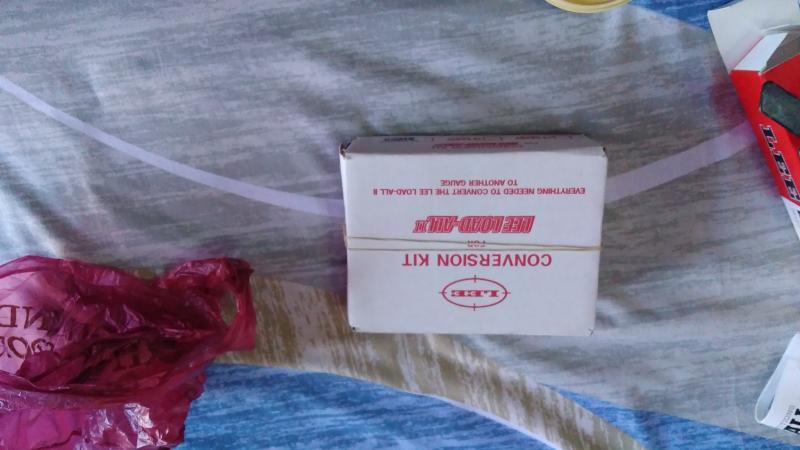 LEE
CONVERSION KIT
FOR
LEE LOAD-ALL II
EVERYTHING NEEDED TO CONVERT THE LEE LOAD-ALL II
TO ANOTHER GAUGE
LEE